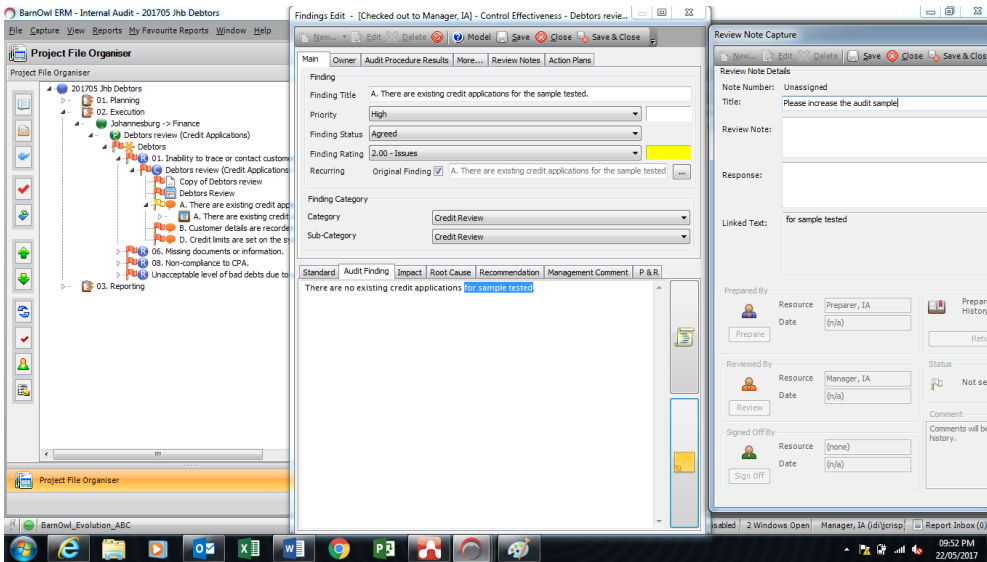 BarnOwl ERM - Internal Audit - 201705 Jhb Debtors
File Capture View Reports My Favourite Reports Window Help
Project File Organiser
Project File Organiser
201705 Jhb Debtors
01. Planning
02. Execution
Johannesburg -> Finance
Debtors review (Credit Applications)
Debtors
01. Inability to trace or contact custome
Debtors review (Credit Applications
Copy of Debtors review
Debtors Review
A. There are existing credit app
A. There are existing credit
B. Customer details are recorde
D. Credit limits are set on the sy
06. Missing documents or information.
08. Non-compliance to CPA.
Unacceptable level of bad debts due to
03. Reporting
Project File Organiser
BarnOwl_Evolution_ABC
Findings Edit - [Checked out to Manager, IA] - Control Effectiveness - Debtors revie...
New... Edit Delete Model Save Close Save & Close
Main Owner Audit Procedure Results More... Review Notes Action Plans
Finding
Finding Title A. There are existing credit applications for the sample tested.
Priority High
Finding Status Agreed
Finding Rating 2.00 - Issues
Recurring Original Finding A. There are existing credit applications for the sample tested ...
Finding Category
Category Credit Review
Sub-Category Credit Review
Standard Audit Finding Impact Root Cause Recommendation Management Comment P & R
There are no existing credit applications for sample tested.
Review Note Capture
New... Edit Delete Save Close Save & Clos
Review Note Details
Note Number: Unassigned
Title: Please increase the audit sample
Review Note:
Response:
Linked Text: for sample tested
Prepared By
Resource Preparer, IA
Date (n/a)
Prepare
Prepar
History
Retu
Reviewed By
Resource Manager, IA
Date (n/a)
Review
Status
Not se
Signed Off By
Resource (none)
Date (n/a)
Sign Off
Comment
Comments will be
history.
isabled 2 Windows Open Manager, IA (idi\jcrisp) Report Inbox (0)
09:52 PM
22/05/2017